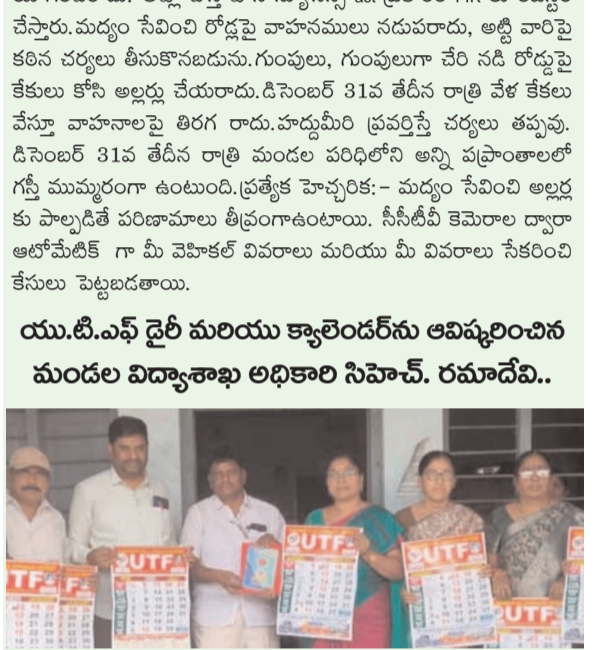 చేస్తారు.మద్యం సేవించి రోడ్లపై వాహనములు నడుపరాదు, అట్టి వారిపై
కఠిన చర్యలు తీసుకొనబడును.గుంపులు, గుంపులుగా చేరి నడి రోడ్డుపై
కేకులు కోసి అల్లర్లు చేయరాదు.డిసెంబర్ 31వ తేదీన రాత్రి వేళ కేకలు
వేస్తూ వాహనాలపై తిరగ రాదు.హద్దుమీరి ప్రవర్తిస్తే చర్యలు తప్పవు.
డిసెంబర్ 31వ తేదీన రాత్రి మండల పరిధిలోని అన్ని ప్రాంతాలలో
గస్తీ ముమ్మరంగా ఉంటుంది.ప్రత్యేక హెచ్చరిక:- మద్యం సేవించి అల్లర్ల
కు పాల్పడితే పరిణామాలు తీవ్రంగాఉంటాయి. సీసీటీవీ కెమెరాల ద్వారా
ఆటోమేటిక్ గా మీ వెహికల్ వివరాలు మరియు మీ వివరాలు సేకరించి
కేసులు పెట్టబడతాయి.
యు.టి.ఎఫ్ డైరీ మరియు క్యాలెండర్‌ను ఆవిష్కరించిన
మండల విద్యాశాఖ అధికారి సిహెచ్. రమాదేవి..
UTF
UTF
UTF
UTF
UTF